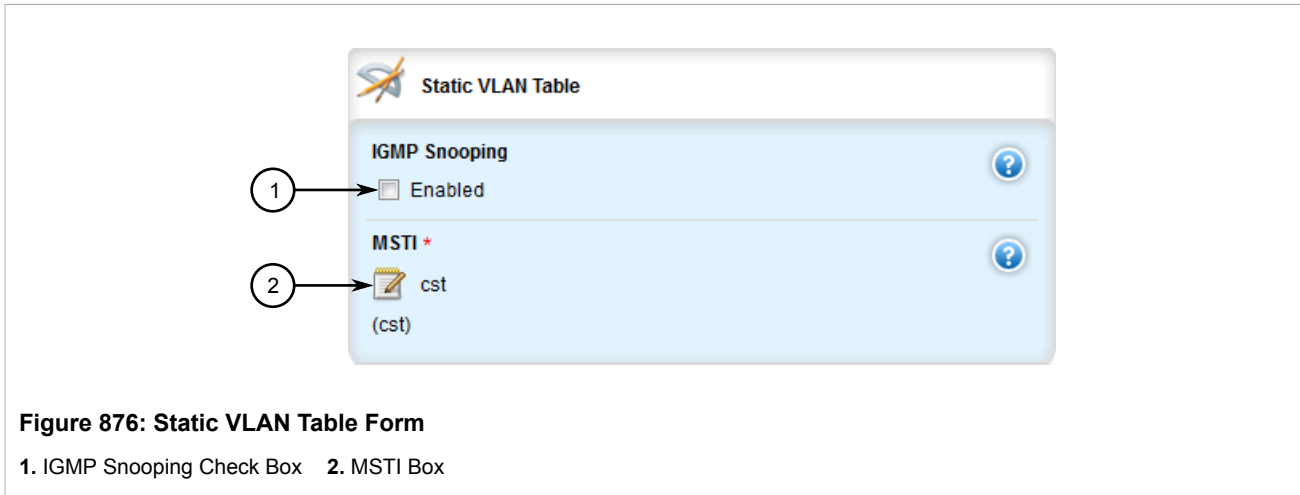 Static VLAN Table
IGMP Snooping
?
1
Enabled
MSTI *
?
2
cst
(cst)
Figure 876: Static VLAN Table Form
1. IGMP Snooping Check Box 2. MSTI Box